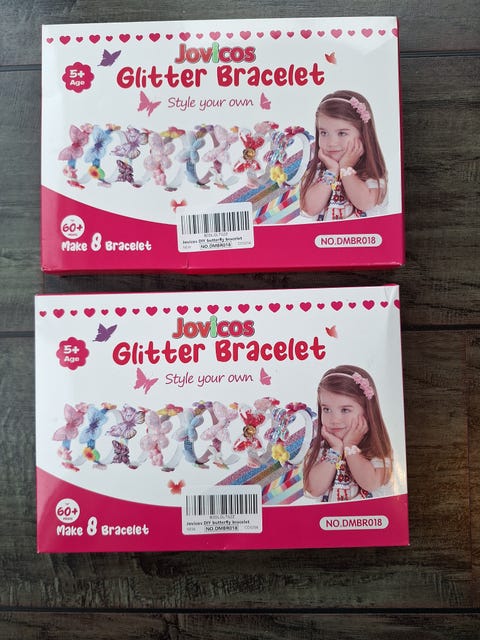 Jovicos
Glitter Bracelet
Style your own
5+
Age
60+
Make 8 Bracelet
Jovicos DIY butterfly bracelet
NEW
NO.DMBR018
NO.DMBR018
Jovicos
Glitter Bracelet
Style your own
5+
Age
60+
Make 8 Bracelet
Jovicos DIY butterfly bracelet
NEW
NO.DMBR018
NO.DMBR018